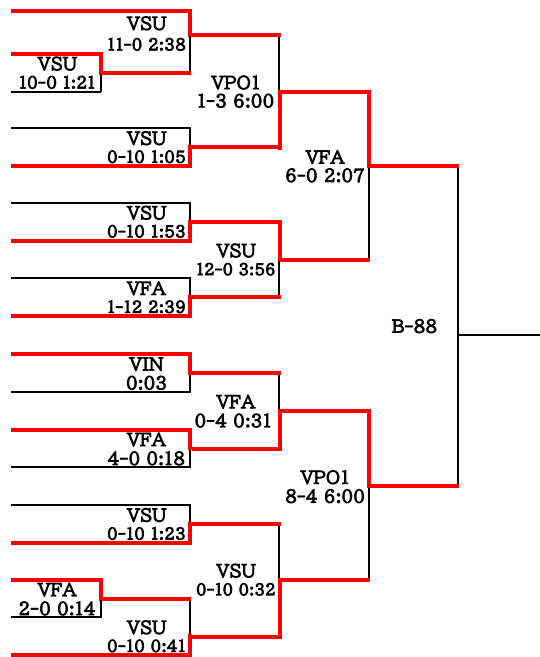 VSU
11-0 2:38
VSU
10-0 1:21
VPO1
1-3 6:00
VSU
0-10 1:05
VFA
6-0 2:07
VSU
0-10 1:53
VSU
12-0 3:56
VFA
1-12 2:39
B-88
VIN
0:03
VFA
0-4 0:31
VFA
4-0 0:18
VPO1
8-4 6:00
VSU
0-10 1:23
VSU
0-10 0:32
VFA
2-0 0:14
VSU
0-10 0:41